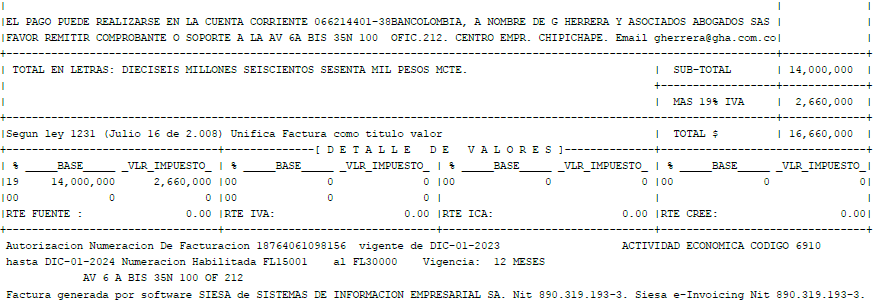 EL PAGO PUEDE REALIZARSE EN LA CUENTA CORRIENTE 066214401-38BANCOLOMBIA, A NOMBRE DE G HERRERA Y ASOCIADOS ABOGADOS SAS
FAVOR REMITIR COMPROBANTE O SOPORTE A LA AV 6A BIS 35N 100  OFIC.212. CENTRO EMPR. CHIPICHAPE. Email gherrera@gha.com.co
TOTAL EN LETRAS: DIECISEIS MILLONES SEISCIENTOS SESENTA MIL PESOS MCTE. | SUB-TOTAL | 14,000,000
MAS 19% IVA | 2,660,000
Segun ley 1231 (Julio 16 de 2.008) Unifica Factura como titulo valor | TOTAL $ | 16,660,000
[ D E T A L L E   D E   V A L O R E S ]
| % _____BASE______ _VLR_IMPUESTO_ | % _____BASE______ _VLR_IMPUESTO_ | % _____BASE______ _VLR_IMPUESTO_ | % _____BASE______ _VLR_IMPUESTO_|
|19 14,000,000 2,660,000 |00 0 0 |00 0 0 |00 0 0|
|00 0 0 |00 0 0 | | |
|RTE FUENTE : 0.00 |RTE IVA: 0.00 |RTE ICA: 0.00 |RTE CREE: 0.00|
Autorizacion Numeracion De Facturacion 18764061098156  vigente de DIC-01-2023 ACTIVIDAD ECONOMICA CODIGO 6910
hasta DIC-01-2024 Numeracion Habilitada FL15001    al FL30000    Vigencia:  12 MESES
AV 6 A BIS 35N 100 OF 212
Factura generada por software SIESA de SISTEMAS DE INFORMACION EMPRESARIAL SA. Nit 890.319.193-3. Siesa e-Invoicing Nit 890.319.193-3.